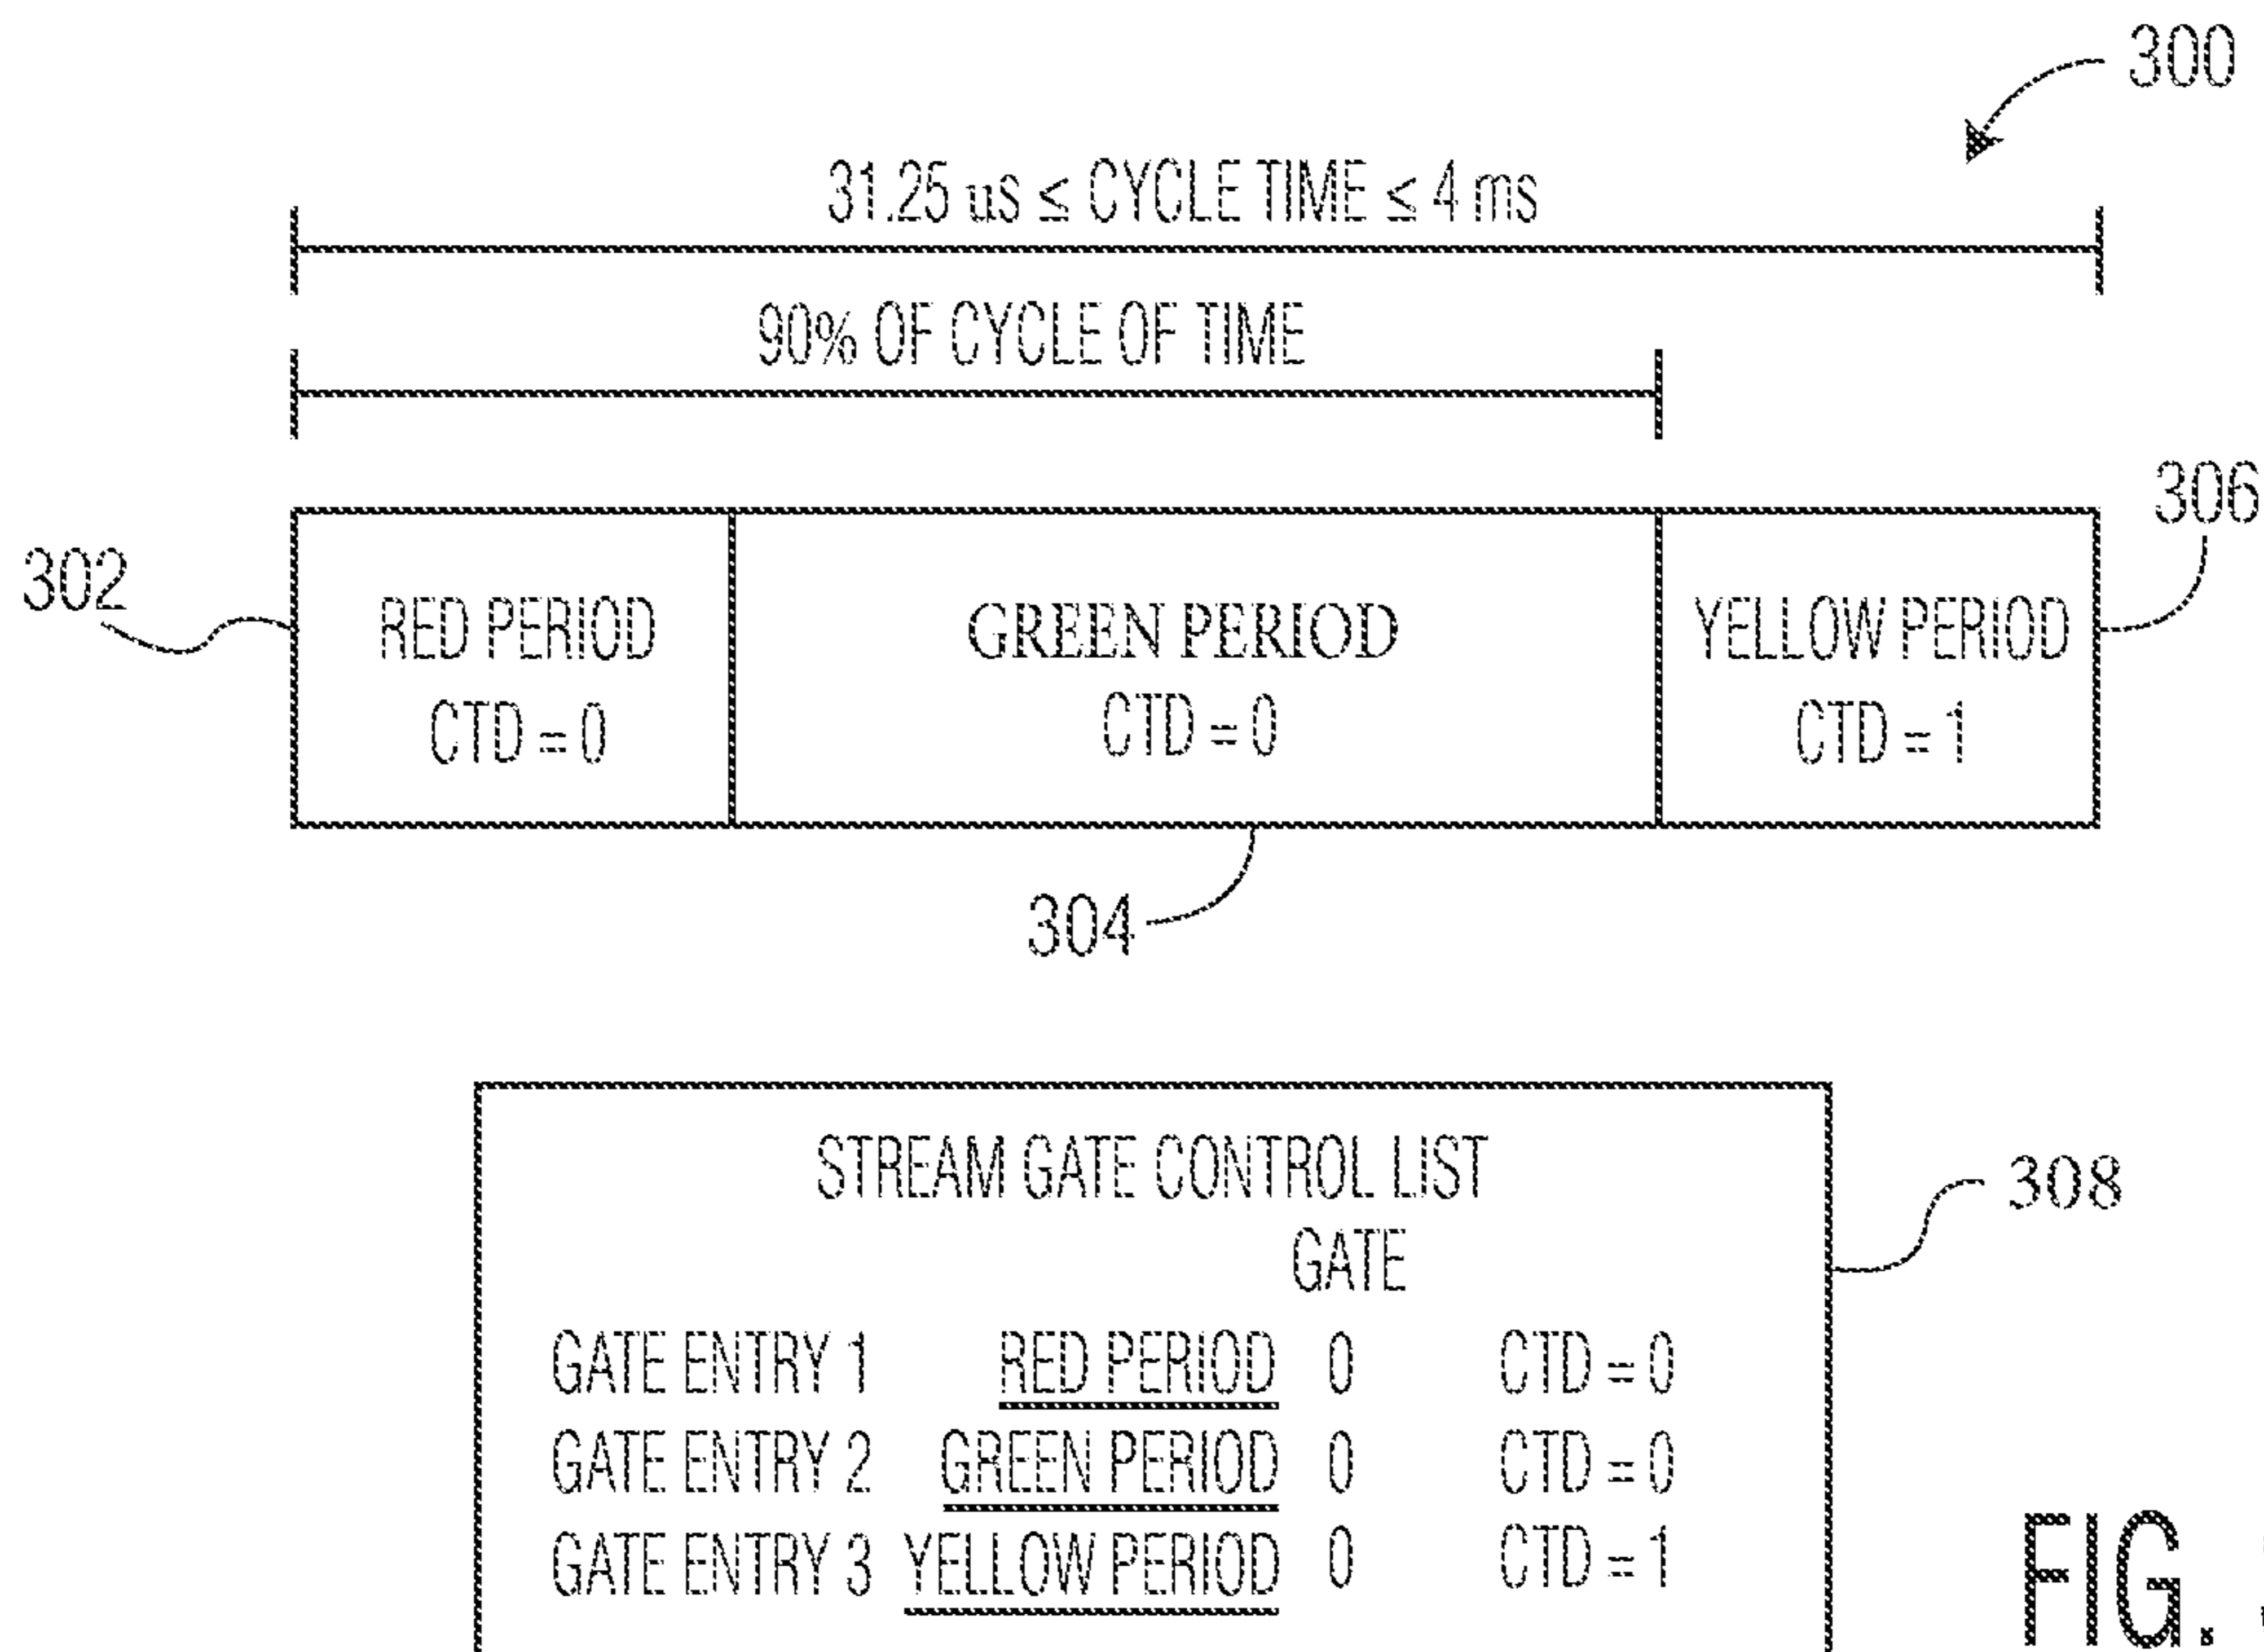 300
31.25 us ≤ CYCLE TIME ≤ 4 ms
90% OF CYCLE OF TIME
306
302
RED PERIOD
CTD = 0
GREEN PERIOD
CTD = 0
YELLOW PERIOD
CTD = 1
304
STREAM GATE CONTROL LIST
308
GATE
GATE ENTRY 1 RED PERIOD 0 CTD = 0
GATE ENTRY 2 GREEN PERIOD 0 CTD = 0
GATE ENTRY 3 YELLOW PERIOD 0 CTD = 1
FIG.